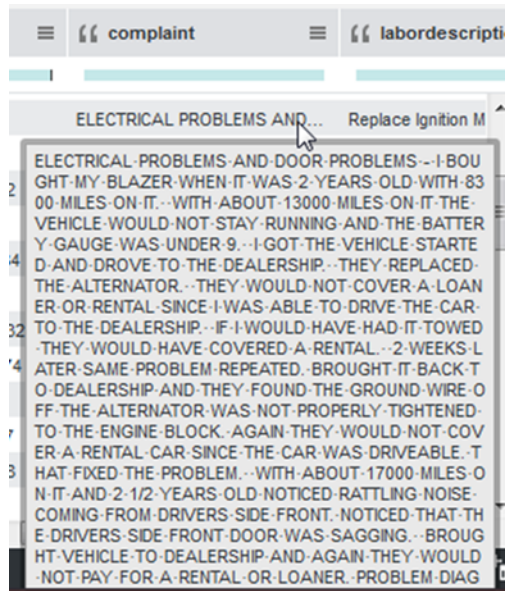 complaint labordescripti
ELECTRICAL PROBLEMS AND... Replace Ignition M
ELECTRICAL·PROBLEMS·AND·DOOR·PROBLEMS·-·I·BOU
GHT·MY·BLAZER·WHEN·IT·WAS·2·YEARS·OLD·WITH·83
00·MILES·ON·IT.··WITH·ABOUT·13000·MILES·ON·IT·THE·
VEHICLE·WOULD·NOT·STAY·RUNNING·AND·THE·BATTER
Y·GAUGE·WAS·UNDER·9.··I·GOT·THE·VEHICLE·STARTE
D·AND·DROVE·TO·THE·DEALERSHIP.··THEY·REPLACED·
THE·ALTERNATOR.··THEY·WOULD·NOT·COVER·A·LOAN
ER·OR·RENTAL·SINCE·I·WAS·ABLE·TO·DRIVE·THE·CAR·
TO·THE·DEALERSHIP.··IF·I·WOULD·HAVE·HAD·IT·TOWED
·THEY·WOULD·HAVE·COVERED·A·RENTAL.··2·WEEKS·L
ATER·SAME·PROBLEM·REPEATED.·BROUGHT·IT·BACK·T
O·DEALERSHIP·AND·THEY·FOUND·THE·GROUND·WIRE·O
FF·THE·ALTERNATOR·WAS·NOT·PROPERLY·TIGHTENED·
TO·THE·ENGINE·BLOCK.·AGAIN·THEY·WOULD·NOT·COV
ER·A·RENTAL·CAR·SINCE·THE·CAR·WAS·DRIVEABLE.·T
HAT·FIXED·THE·PROBLEM.··WITH·ABOUT·17000·MILES·O
N·IT·AND·2-1/2·YEARS·OLD·NOTICED·RATTLING·NOISE·
COMING·FROM·DRIVERS·SIDE·FRONT.·NOTICED·THAT·TH
E·DRIVERS·SIDE·FRONT·DOOR·WAS·SAGGING.··BROUG
HT·VEHICLE·TO·DEALERSHIP·AND·AGAIN·THEY·WOULD
·NOT·PAY·FOR·A·RENTAL·OR·LOANER.·PROBLEM·DIAG